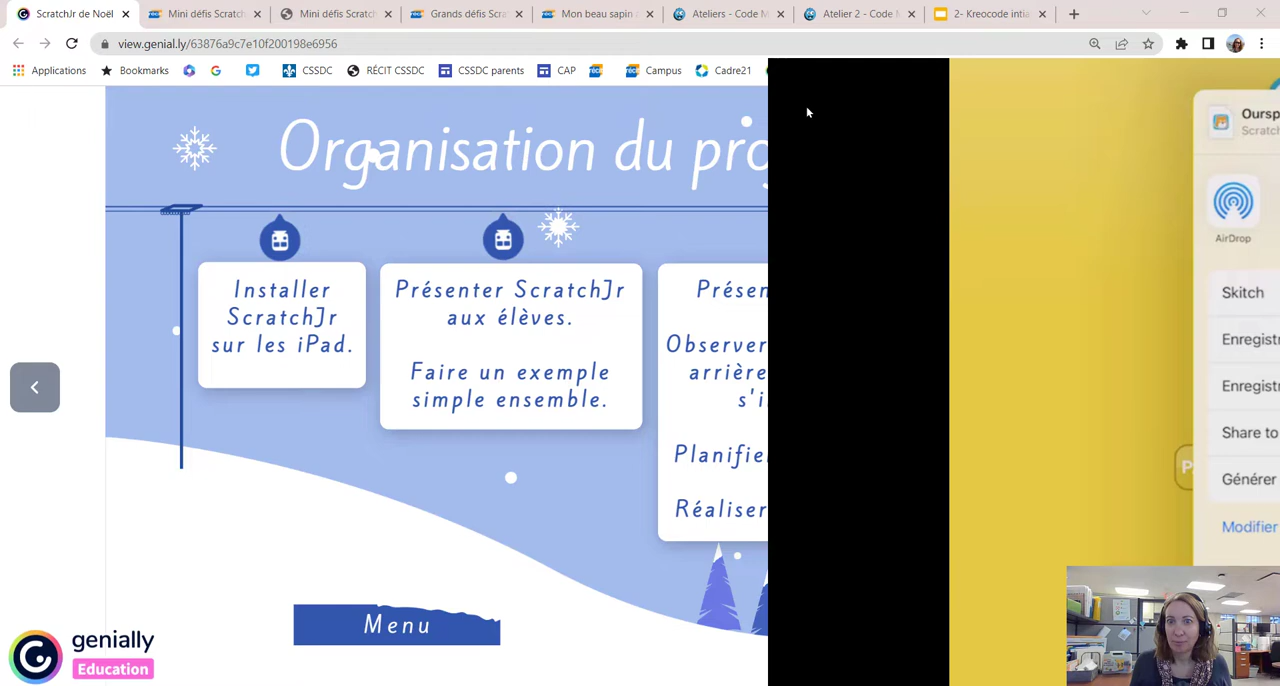 ScratchJr de Noël
Mini défis Scratch
Mini défis Scratch
Grands défis Scra
Mon beau sapin
Ateliers - Code M
Atelier 2 - Code M
2- Kreocode intia
view.genial.ly/63876a9c7e10f200198e6956
Applications
Bookmarks
CSSDC
RÉCIT CSSDC
CSSDC parents
CAP
Campus
Cadre21
Organisation du pro
Installer
ScratchJr
sur les iPad.
Présenter ScratchJr
aux élèves.
Faire un exemple
simple ensemble.
Présen
Observer
arrière
s'i
Planifie
Réaliser
Menu
genially
Education
Oursp
Scratch
AirDrop
Skitch
Enregistr
Enregist
Share to
Générer
Modifier
P